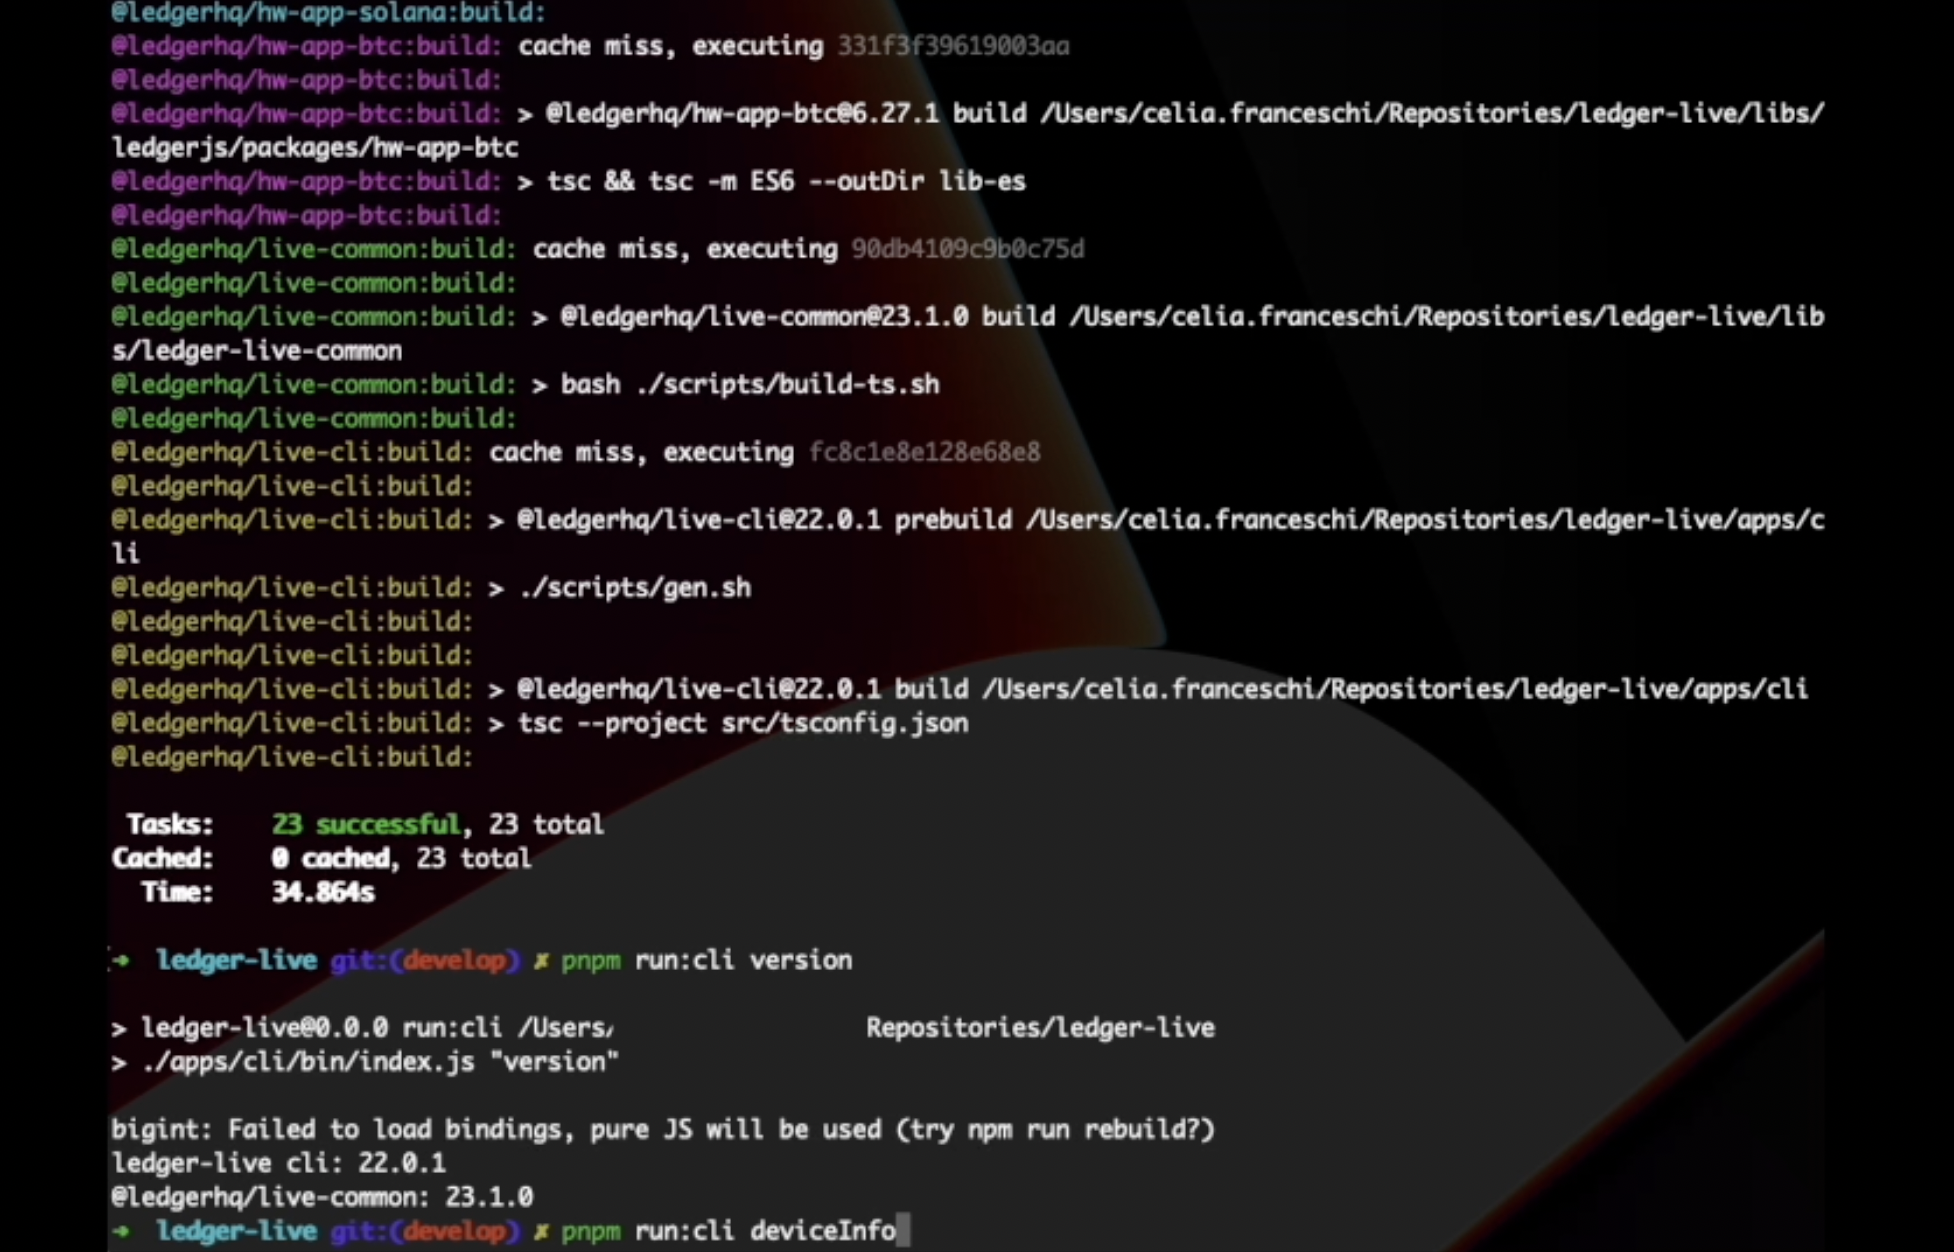 @ledgerhq/hw-app-solana:build:
@ledgerhq/hw-app-btc:build: cache miss, executing 331f3f39619003aa
@ledgerhq/hw-app-btc:build:
@ledgerhq/hw-app-btc:build: > @ledgerhq/hw-app-btc@6.27.1 build /Users/celia.franceschi/Repositories/ledger-live/libs/
ledgerjs/packages/hw-app-btc
@ledgerhq/hw-app-btc:build: > tsc && tsc -m ES6 --outDir lib-es
@ledgerhq/hw-app-btc:build:
@ledgerhq/live-common:build: cache miss, executing 90db4109c9b0c75d
@ledgerhq/live-common:build:
@ledgerhq/live-common:build: > @ledgerhq/live-common@23.1.0 build /Users/celia.franceschi/Repositories/ledger-live/lib
s/ledger-live-common
@ledgerhq/live-common:build: > bash ./scripts/build-ts.sh
@ledgerhq/live-common:build:
@ledgerhq/live-cli:build: cache miss, executing fc8c1e8e128e68e8
@ledgerhq/live-cli:build:
@ledgerhq/live-cli:build: > @ledgerhq/live-cli@22.0.1 prebuild /Users/celia.franceschi/Repositories/ledger-live/apps/c
li
@ledgerhq/live-cli:build: > ./scripts/gen.sh
@ledgerhq/live-cli:build:
@ledgerhq/live-cli:build:
@ledgerhq/live-cli:build: > @ledgerhq/live-cli@22.0.1 build /Users/celia.franceschi/Repositories/ledger-live/apps/cli
@ledgerhq/live-cli:build: > tsc --project src/tsconfig.json
@ledgerhq/live-cli:build:
Tasks: 23 successful, 23 total
Cached: 0 cached, 23 total
Time: 34.864s
→ ledger-live git:(develop) ✗ pnpm run:cli version
> ledger-live@0.0.0 run:cli /Users/ Repositories/ledger-live
> ./apps/cli/bin/index.js "version"
bigint: Failed to load bindings, pure JS will be used (try npm run rebuild?)
ledger-live cli: 22.0.1
@ledgerhq/live-common: 23.1.0
→ ledger-live git:(develop) ✗ pnpm run:cli deviceInfo